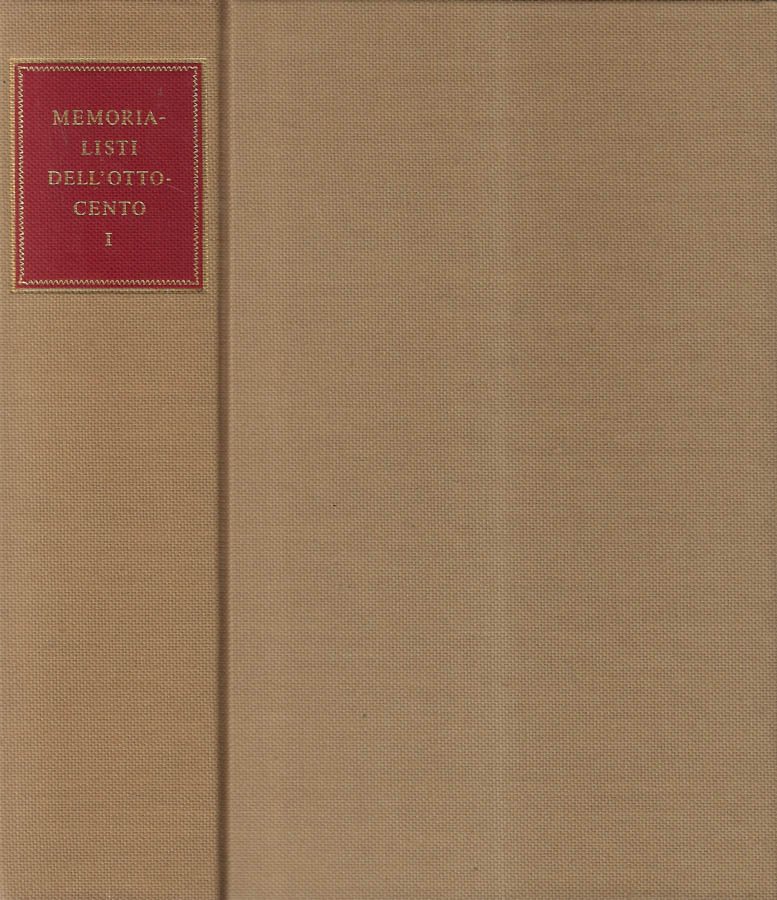 MEMORIA-
LISTI
DELL'OTTO-
CENTO
I